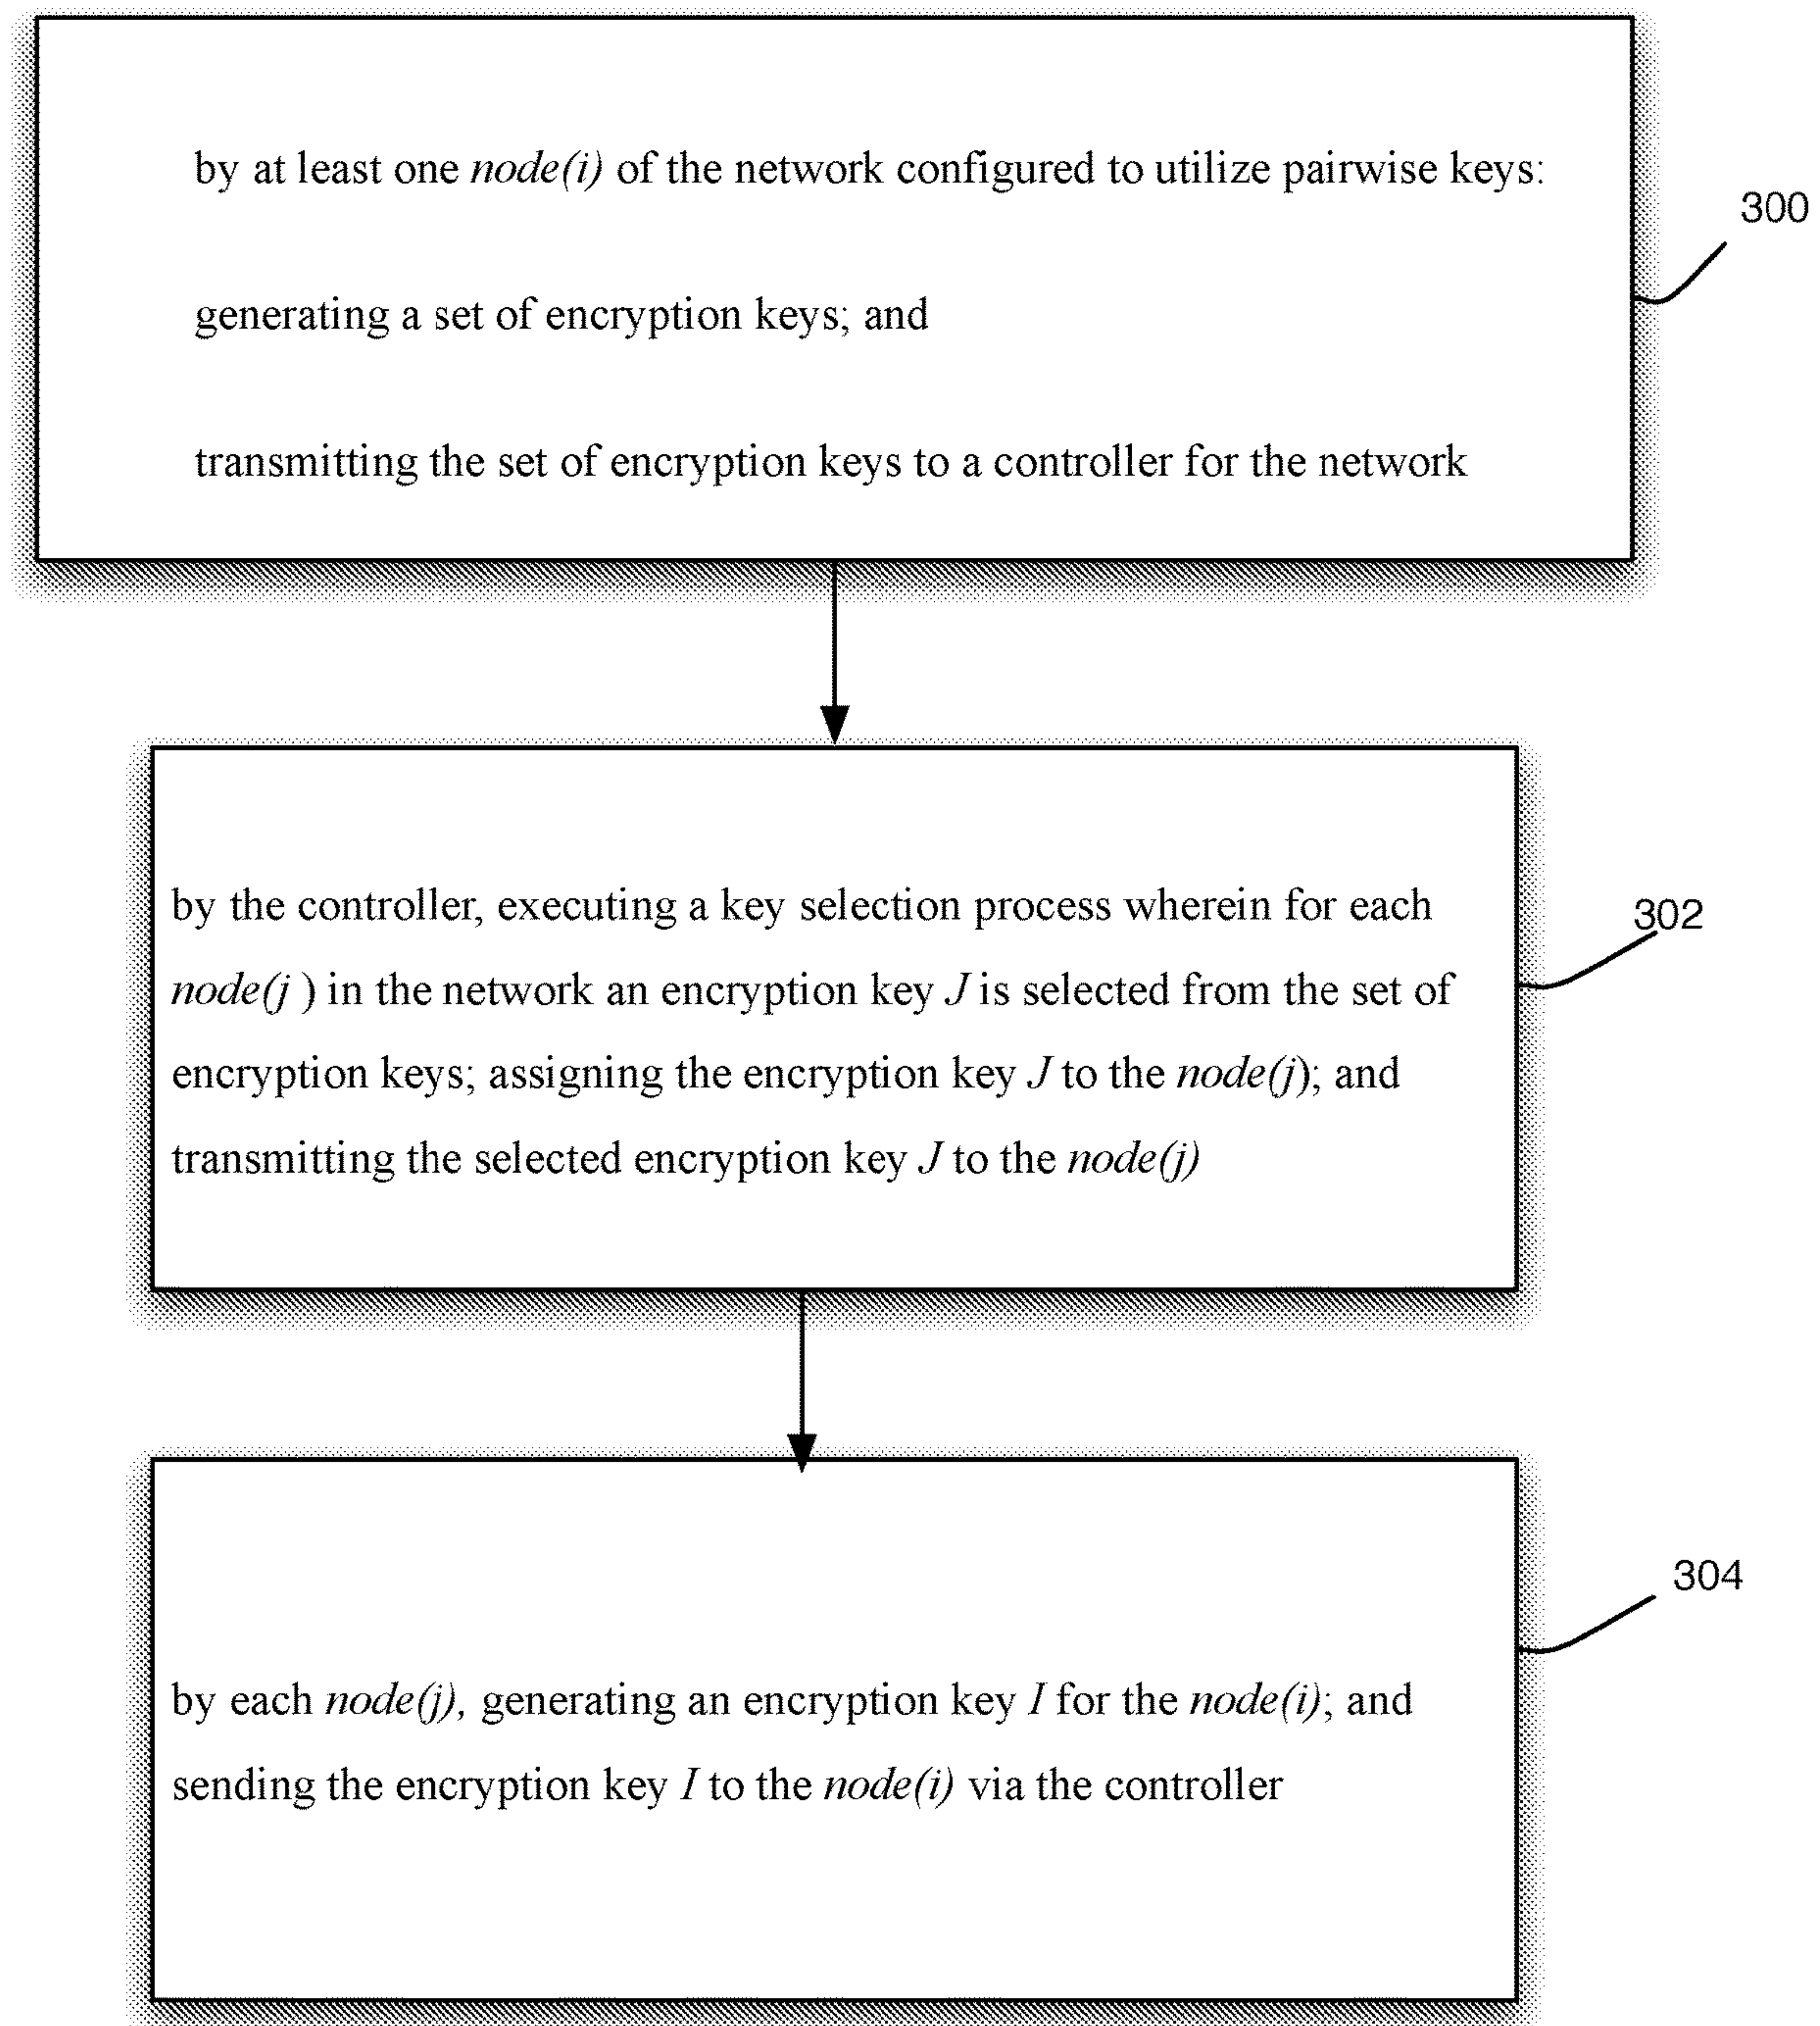 by at least one node(i) of the network configured to utilize pairwise keys:
300
generating a set of encryption keys; and
transmitting the set of encryption keys to a controller for the network
by the controller, executing a key selection process wherein for each
302
node(j ) in the network an encryption key J is selected from the set of
encryption keys; assigning the encryption key J to the node(j); and
transmitting the selected encryption key J to the node(j)
304
by each node(j), generating an encryption key I for the node(i); and
sending the encryption key I to the node(i) via the controller